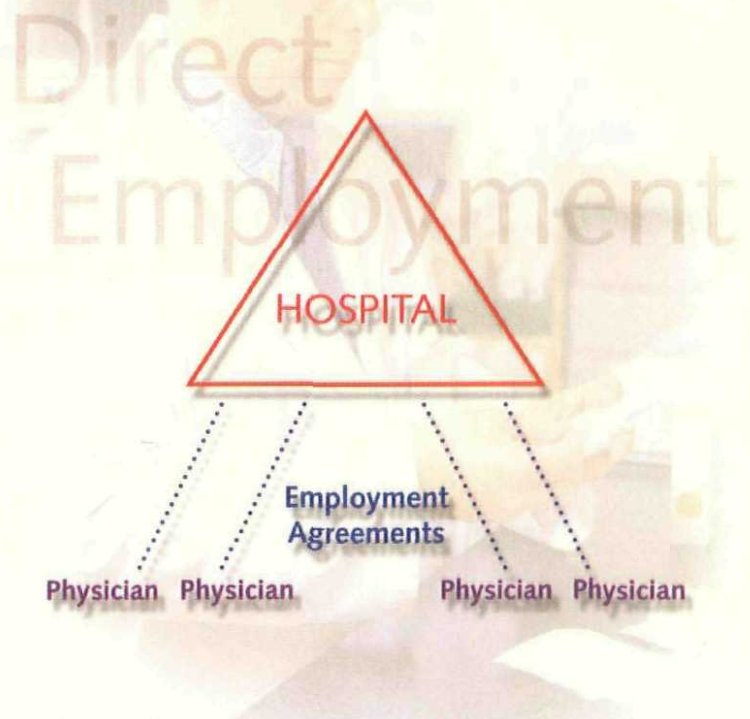 Direct
Employment
HOSPITAL
Employment
Agreements
Physician Physician Physician Physician